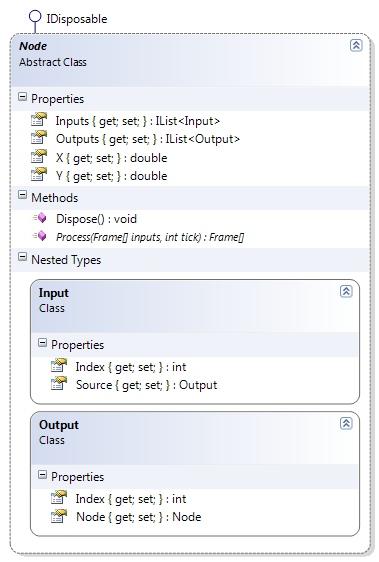 IDisposable
Node
Abstract Class
Properties
Inputs { get; set; } : IList<Input>
Outputs { get; set; } : IList<Output>
X { get; set; } : double
Y { get; set; } : double
Methods
Dispose() : void
Process(Frame[] inputs, int tick) : Frame[]
Nested Types
Input
Class
Properties
Index { get; set; } : int
Source { get; set; } : Output
Output
Class
Properties
Index { get; set; } : int
Node { get; set; } : Node